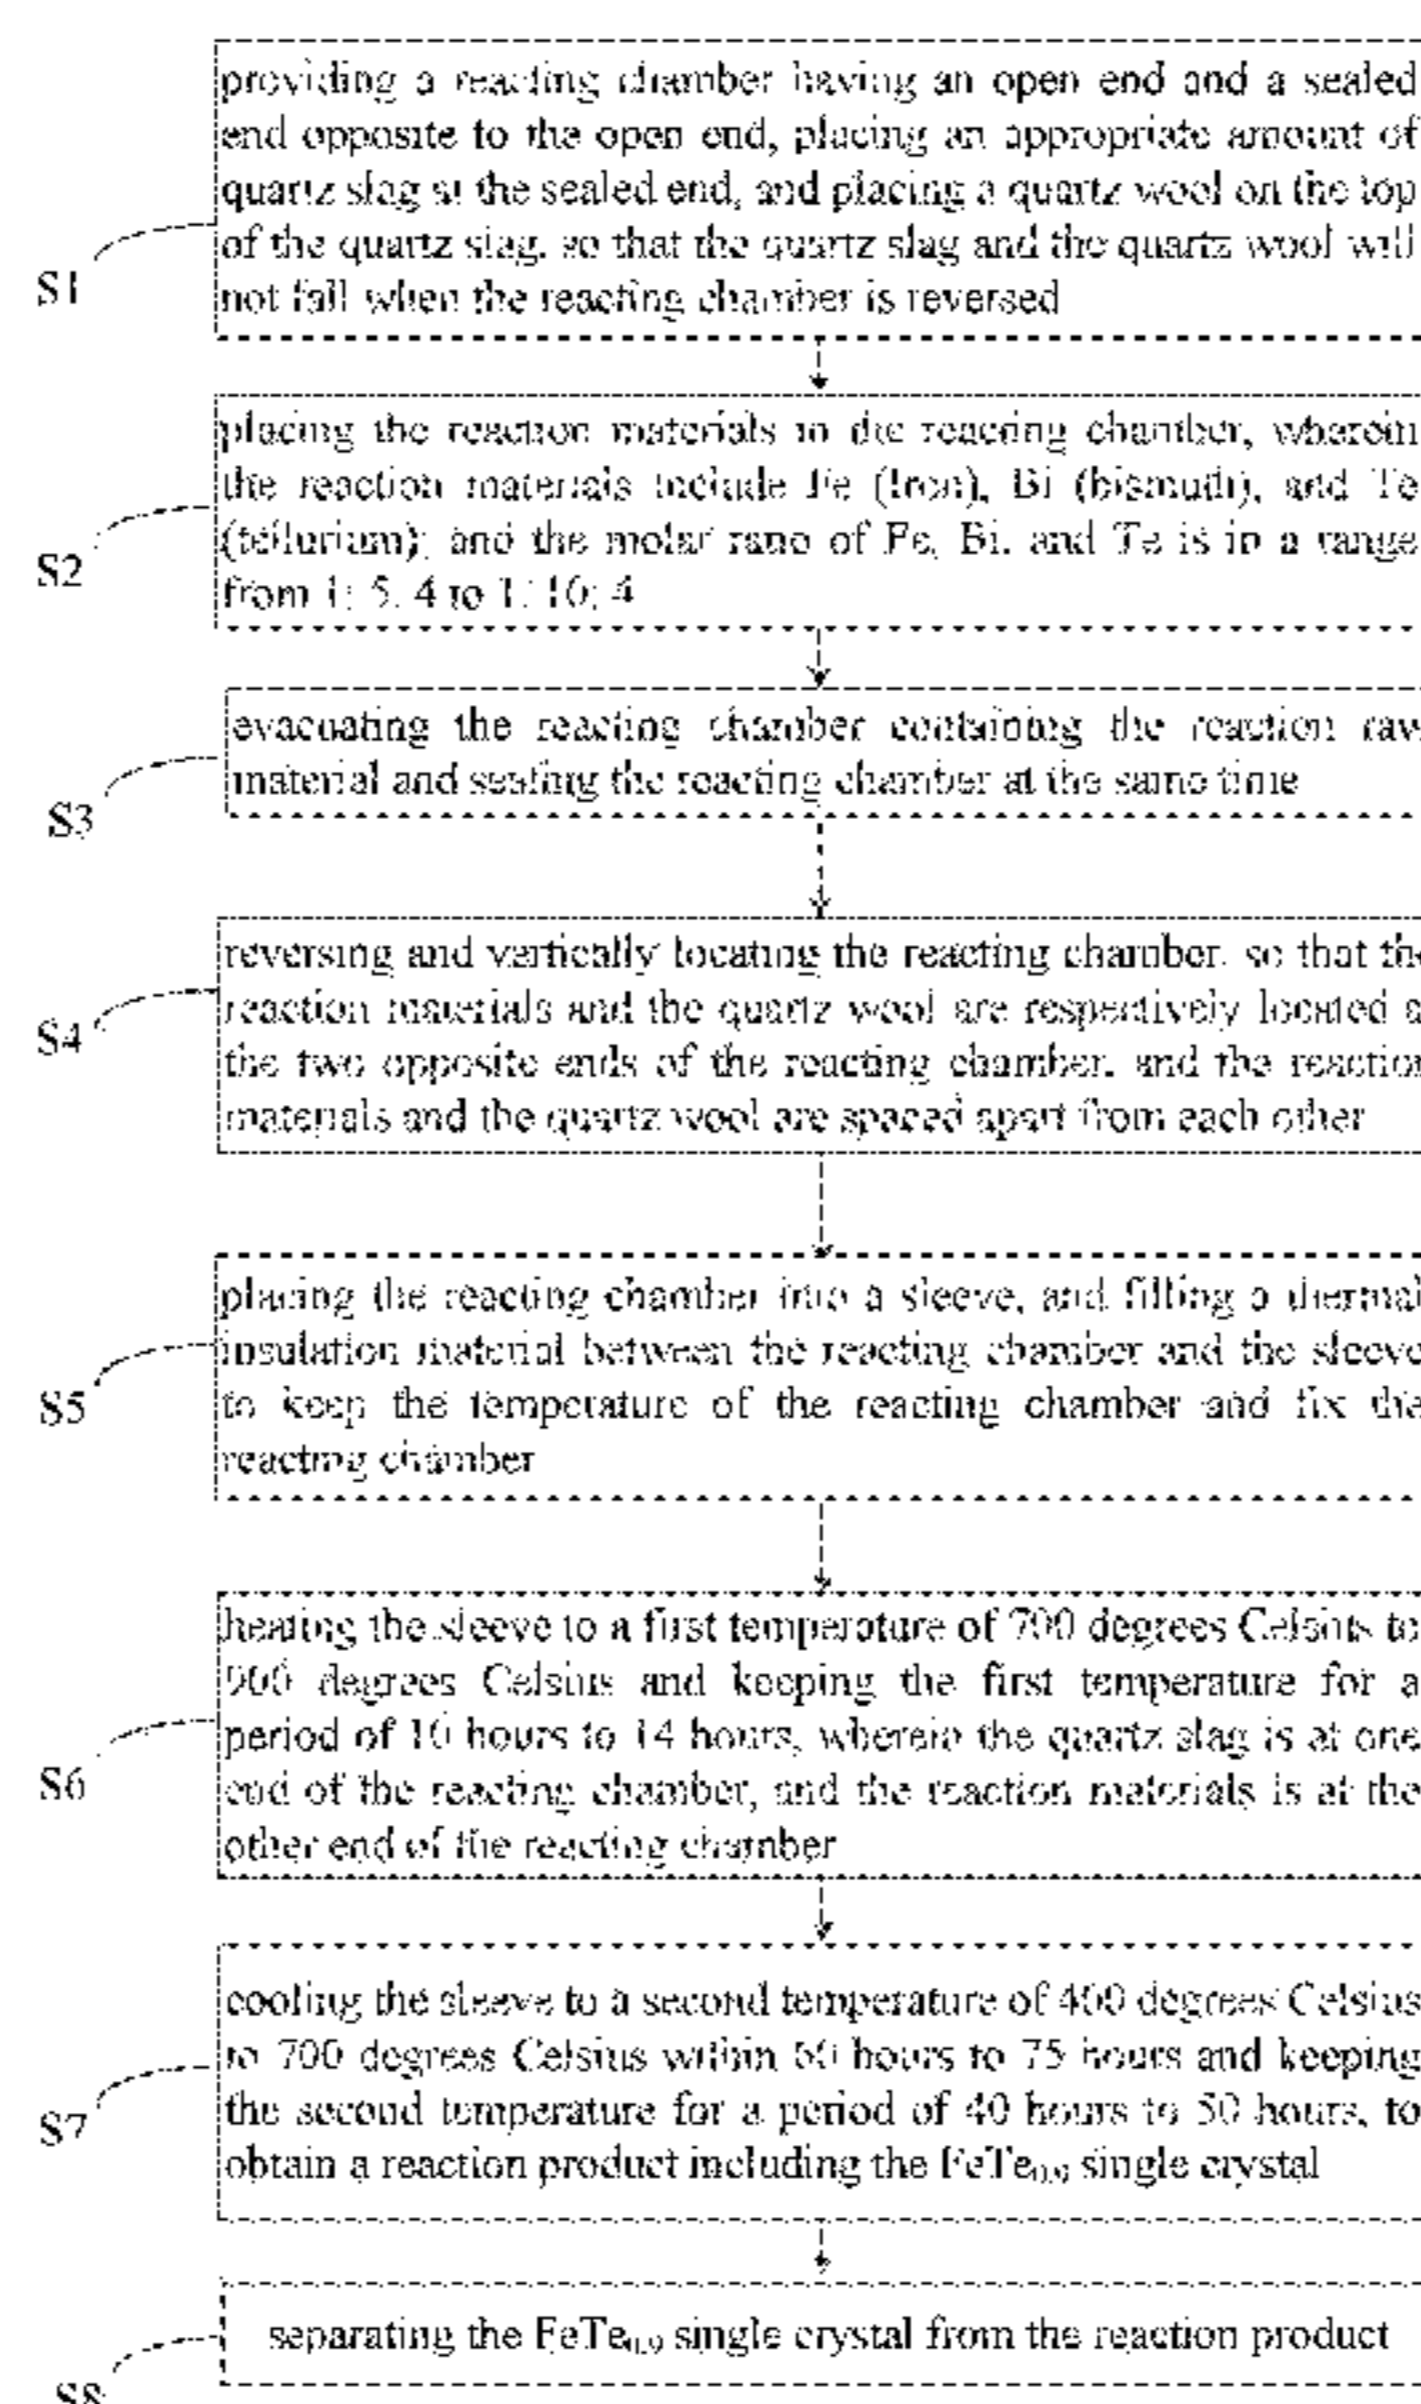 providing a reacting chamber having an open end and a sealed
end opposite to the open end, placing an appropriate amount of
quartz slag at the sealed end, and placing a quartz wool on the top
of the quartz slag, so that the quartz slag and the quartz wool will
not fall when the reacting chamber is reversed
S1
placing the reaction materials in the reacting chamber, wherein
the reaction materials include Fe (Iron), Bi (bismuth), and Te
(tellurium); and the molar ratio of Fe, Bi, and Te is in a range
from 1: 5: 4 to 1: 10: 4
S2
evacuating the reacting chamber containing the reaction raw
material and sealing the reacting chamber at the same time
S3
reversing and vertically locating the reacting chamber, so that the
reaction materials and the quartz wool are respectively located a
the two opposite ends of the reacting chamber, and the reaction
materials and the quartz wool are spaced apart from each other
S4
placing the reacting chamber into a sleeve, and filling a thermal
insulation material between the reacting chamber and the sleeve
to keep the temperature of the reacting chamber and fix the
reacting chamber
S5
heating the sleeve to a first temperature of 700 degrees Celsius to
900 degrees Celsius and keeping the first temperature for a
period of 10 hours to 14 hours, wherein the quartz slag is at one
end of the reacting chamber, and the reaction materials is at the
other end of the reacting chamber
S6
cooling the sleeve to a second temperature of 400 degrees Celsius
to 700 degrees Celsius within 60 hours to 75 hours and keeping
the second temperature for a period of 40 hours to 50 hours, to
obtain a reaction product including the FeTe0.9 single crystal
S7
separating the FeTe0.9 single crystal from the reaction product
S8